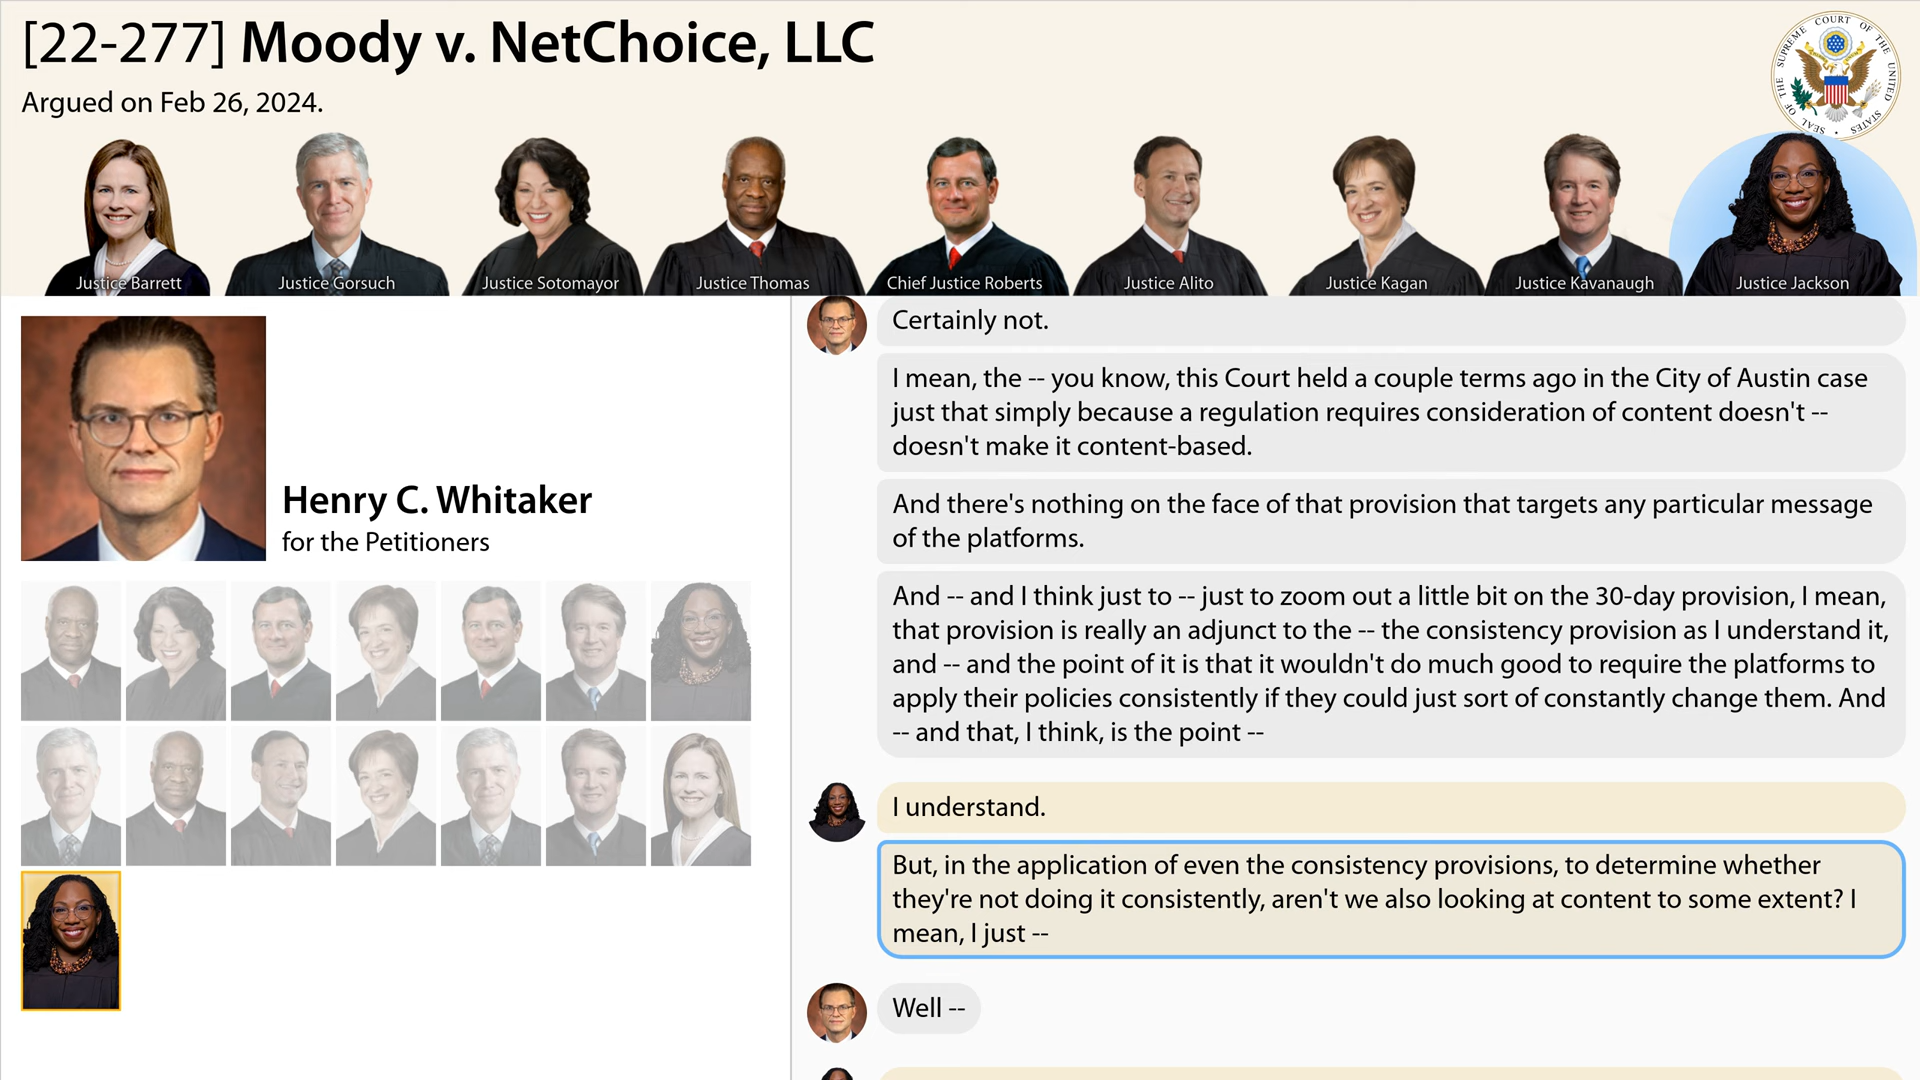 [22-277] Moody v. NetChoice, LLC
Argued on Feb 26, 2024.
SEAL OF THE SUPREME COURT OF THE UNITED STATES
Justice Barrett
Justice Gorsuch
Justice Sotomayor
Justice Thomas
Chief Justice Roberts
Justice Alito
Justice Kagan
Justice Kavanaugh
Justice Jackson
Henry C. Whitaker
for the Petitioners
Certainly not.
I mean, the -- you know, this Court held a couple terms ago in the City of Austin case
just that simply because a regulation requires consideration of content doesn't --
doesn't make it content-based.
And there's nothing on the face of that provision that targets any particular message
of the platforms.
And -- and I think just to -- just to zoom out a little bit on the 30-day provision, I mean,
that provision is really an adjunct to the -- the consistency provision as I understand it,
and -- and the point of it is that it wouldn't do much good to require the platforms to
apply their policies consistently if they could just sort of constantly change them. And
-- and that, I think, is the point --
I understand.
But, in the application of even the consistency provisions, to determine whether
they're not doing it consistently, aren't we also looking at content to some extent? I
mean, I just --
Well --